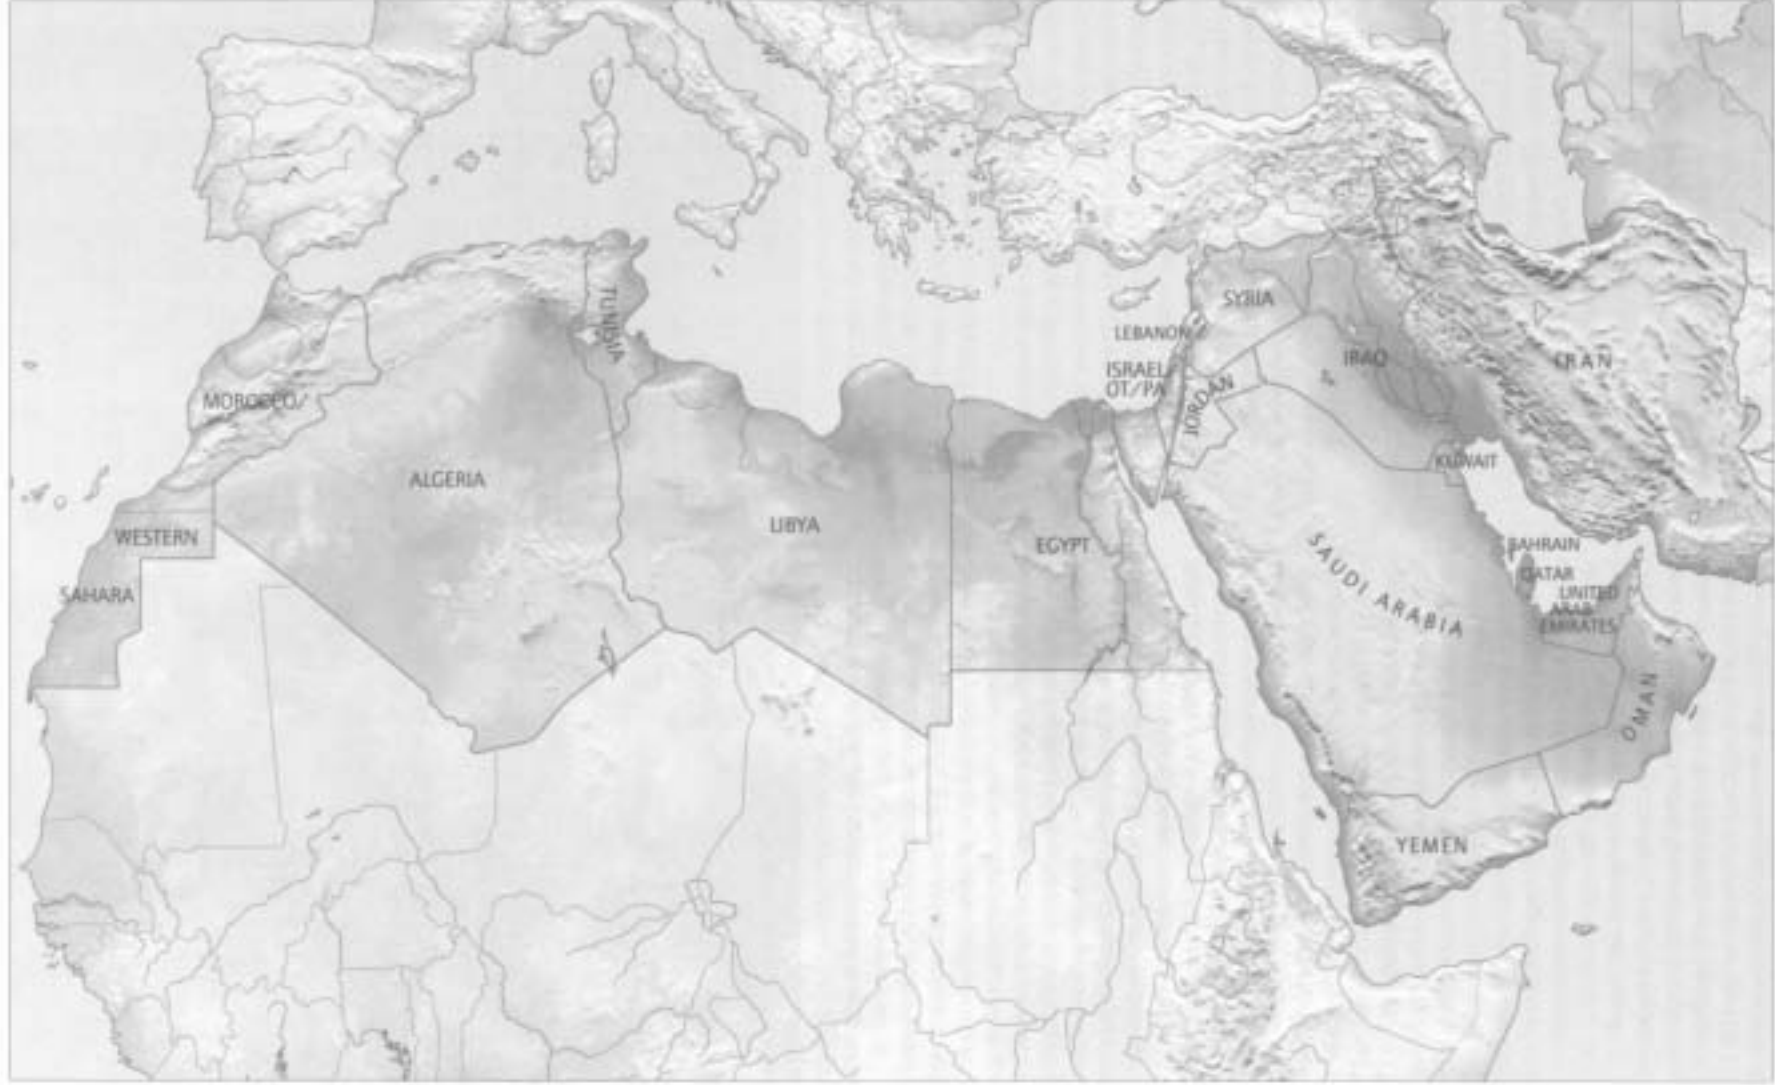 TUNISIA
SYRIA
LEBANON
ISRAEL/
OT/PA
JORDAN
IRAQ
IRAN
MOROCCO/
WESTERN
SAHARA
ALGERIA
LIBYA
EGYPT
KUWAIT
SAUDI ARABIA
BAHRAIN
QATAR
UNITED
ARAB
EMIRATES
OMAN
YEMEN